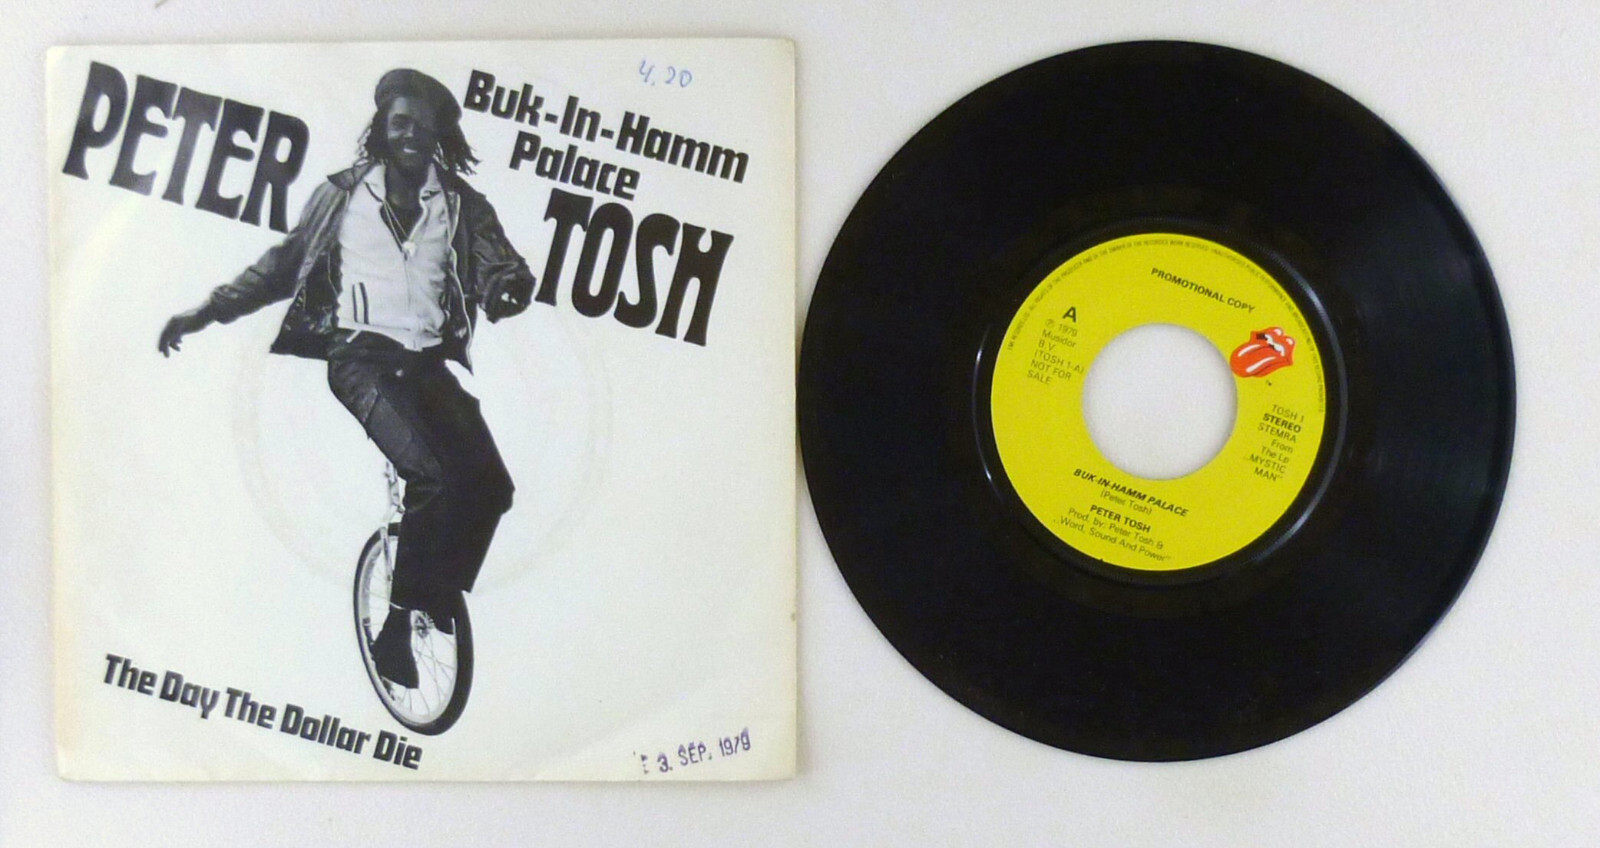 4,20
PETER
Buk-In-Hamm
Palace
TOSH
The Day The Dollar Die
3. SEP. 1979
PROMOTIONAL COPY
A
Ⓟ 1979
Musidor
B.V.
(TOSH 1-A)
NOT FOR
SALE
TOSH 1
STEREO
STEMRA
From
The Lp
„MYSTIC
MAN"
BUK-IN-HAMM PALACE
(Peter Tosh)
PETER TOSH
Prod. by: Peter Tosh &
„Word, Sound And Power"